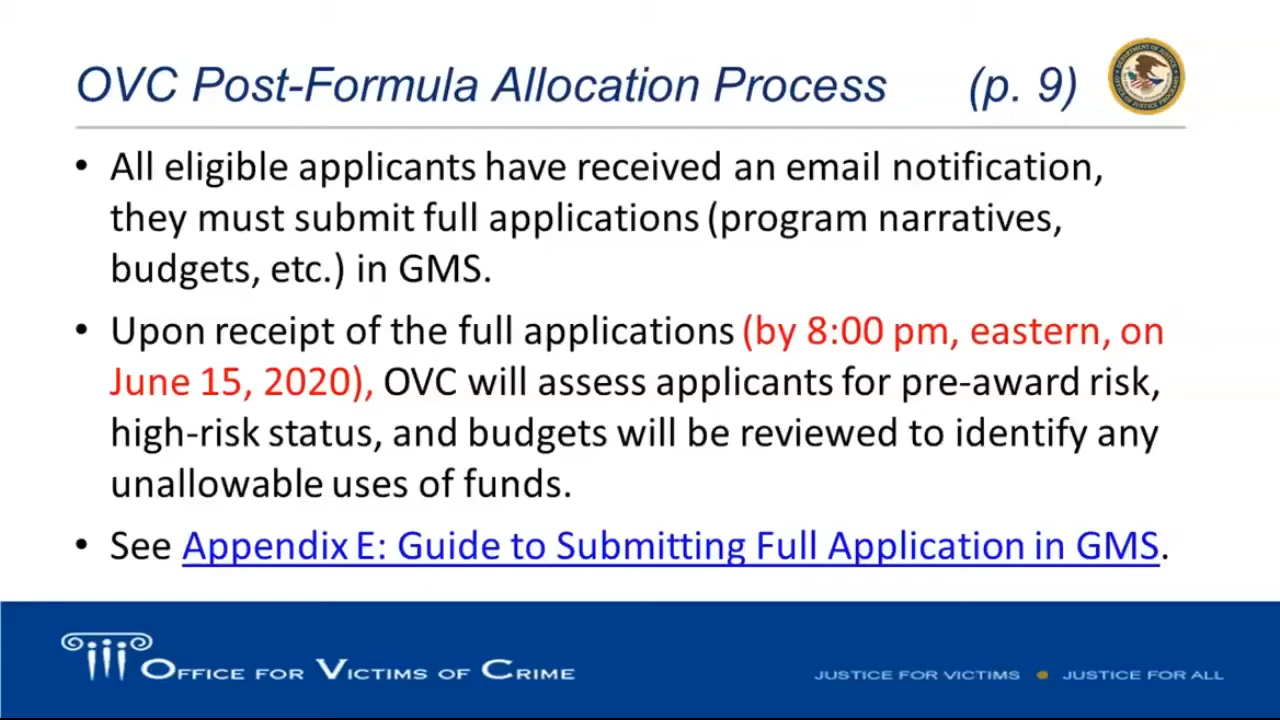 OVC Post-Formula Allocation Process (p. 9)
• All eligible applicants have received an email notification,
they must submit full applications (program narratives,
budgets, etc.) in GMS.
• Upon receipt of the full applications (by 8:00 pm, eastern, on
June 15, 2020), OVC will assess applicants for pre-award risk,
high-risk status, and budgets will be reviewed to identify any
unallowable uses of funds.
• See Appendix E: Guide to Submitting Full Application in GMS.
OFFICE FOR VICTIMS OF CRIME
JUSTICE FOR VICTIMS • JUSTICE FOR ALL